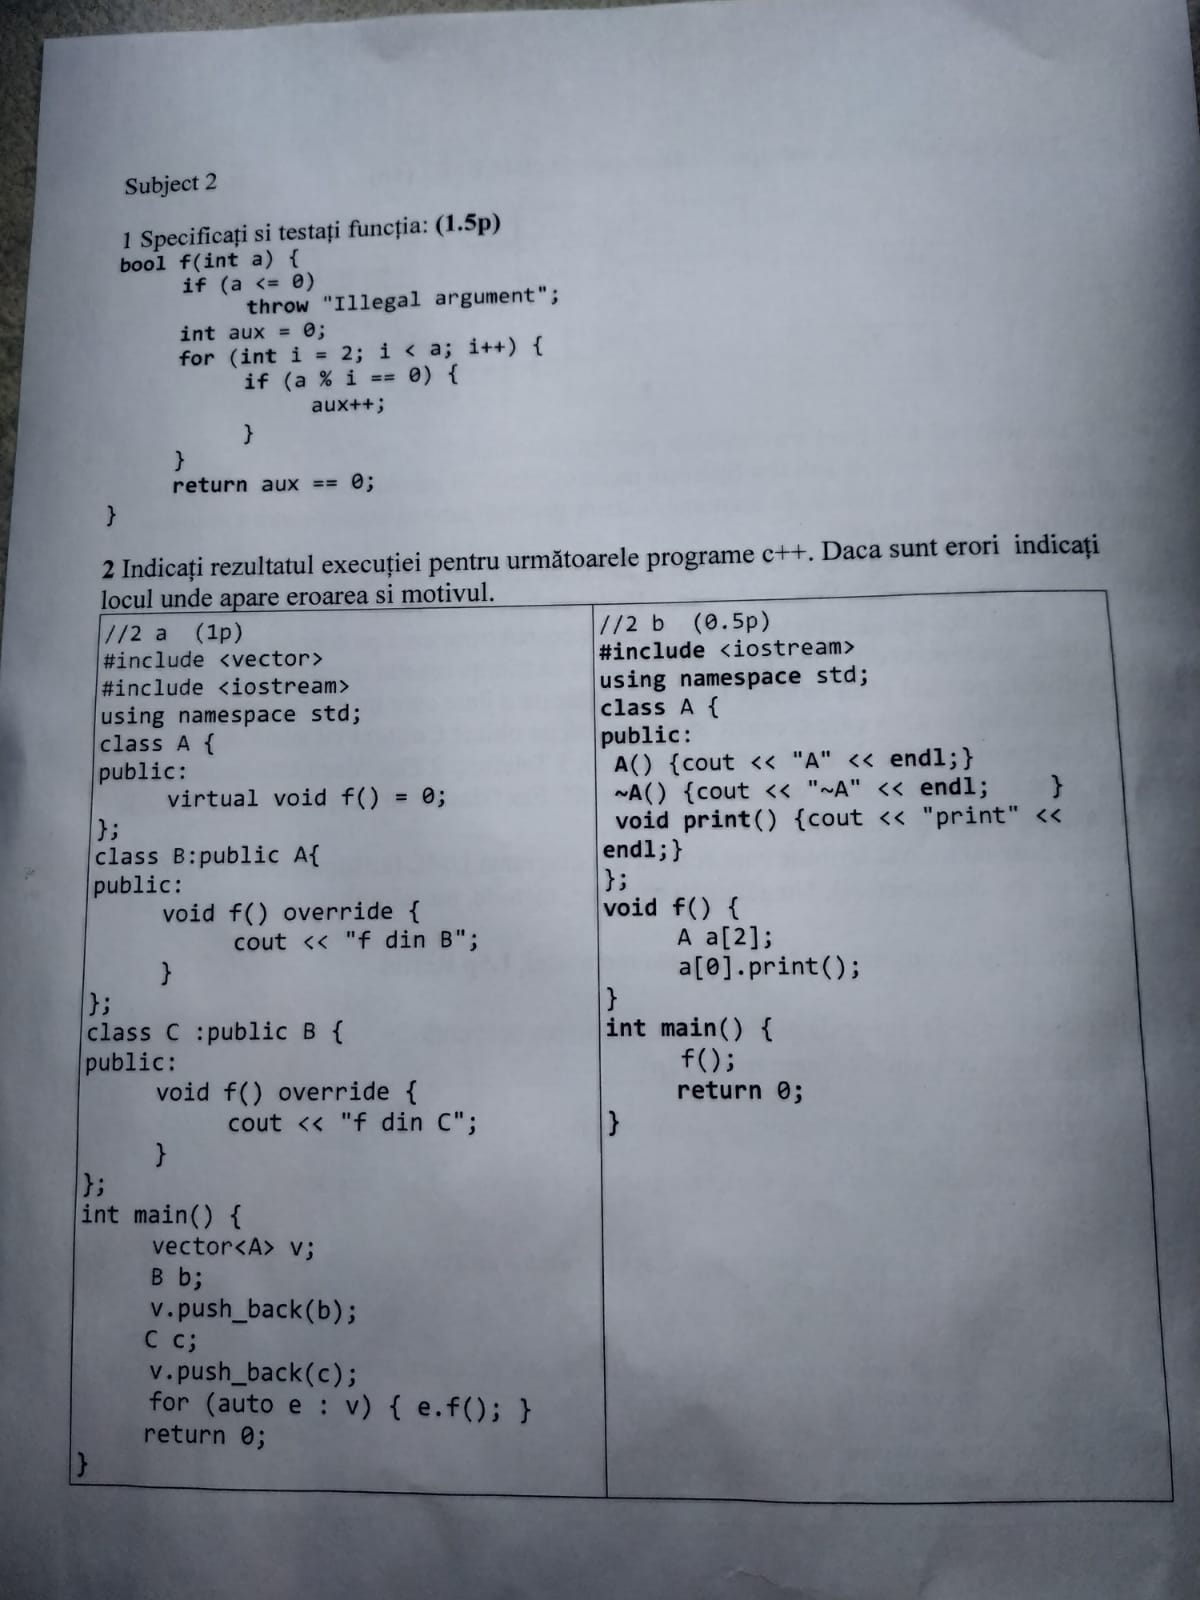 Subject 2
1 Specificați si testați funcția: (1.5p)
bool f(int a) {
if (a <= 0)
throw "Illegal argument";
int aux = 0;
for (int i = 2; i < a; i++) {
if (a % i == 0) {
aux++;
}
}
return aux == 0;
}
2 Indicați rezultatul execuției pentru următoarele programe c++. Daca sunt erori indicați
locul unde apare eroarea si motivul.
//2 a (1p)
#include <vector>
#include <iostream>
using namespace std;
class A {
public:
virtual void f() = 0;
};
class B:public A{
public:
void f() override {
cout << "f din B";
}
};
class C :public B {
public:
void f() override {
cout << "f din C";
}
};
int main() {
vector<A> v;
B b;
v.push_back(b);
C c;
v.push_back(c);
for (auto e : v) { e.f(); }
return 0;
}
//2 b (0.5p)
#include <iostream>
using namespace std;
class A {
public:
A() {cout << "A" << endl;}
~A() {cout << "~A" << endl; }
void print() {cout << "print" <<
endl;}
};
void f() {
A a[2];
a[0].print();
}
int main() {
f();
return 0;
}